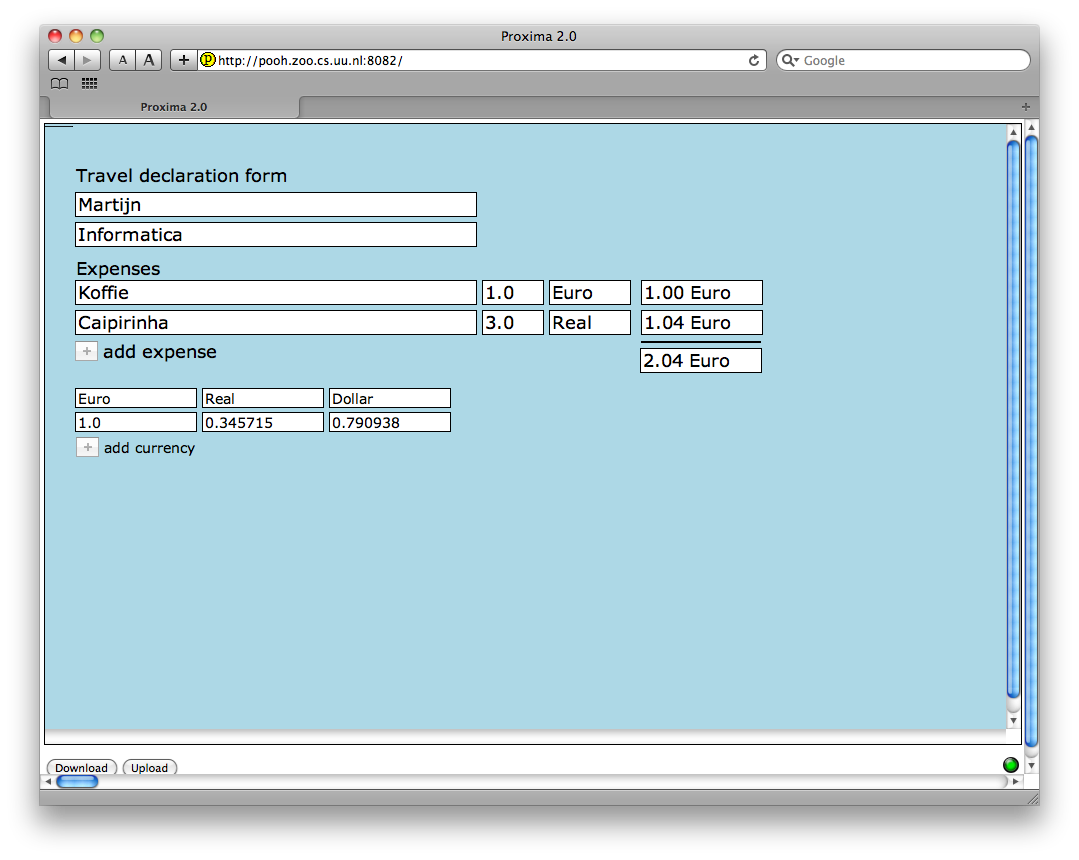 Proxima 2.0
A A + P http://pooh.zoo.cs.uu.nl:8082/ Google
Proxima 2.0 +
Travel declaration form
Martijn
Informatica
Expenses
Koffie 1.0 Euro 1.00 Euro
Caipirinha 3.0 Real 1.04 Euro
+ add expense
2.04 Euro
Euro Real Dollar
1.0 0.345715 0.790938
+ add currency
Download Upload